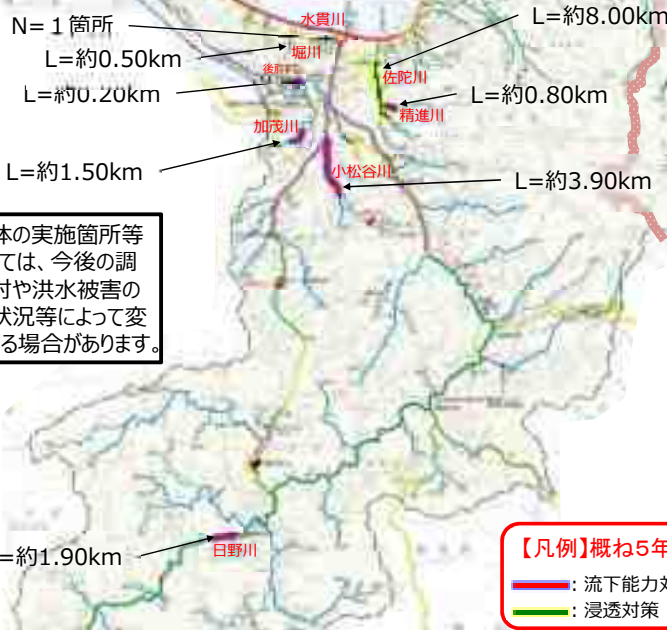 水貫川
N=１箇所
L=約8.00km
堀川
L=約0.50km
佐陀川
L=約0.20km
L=約0.80km
精進川
加茂川
L=約1.50km
小松谷川
L=約3.90km
体の実施箇所等
ては、今後の調
討や洪水被害の
状況等によって変
る場合があります。
=約1.90km
日野川
【凡例】概ね5年
：流下能力対
：浸透対策